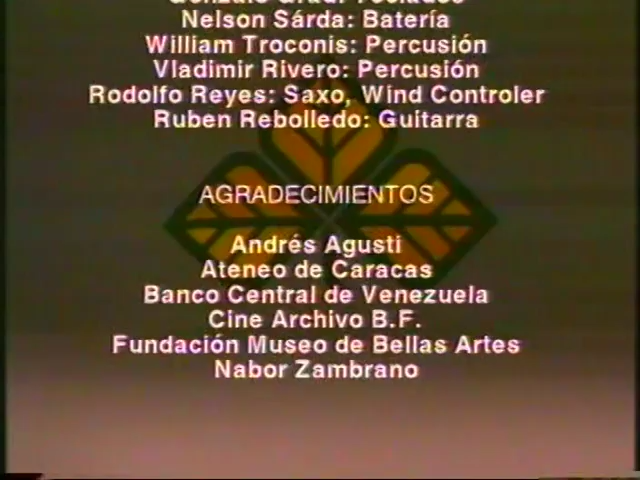 Nelson Sárda: Batería
William Troconis: Percusión
Vladimir Rivero: Percusión
Rodolfo Reyes: Saxo, Wind Controler
Ruben Rebolledo: Guitarra
AGRADECIMIENTOS
Andrés Agusti
Ateneo de Caracas
Banco Central de Venezuela
Cine Archivo B.F.
Fundación Museo de Bellas Artes
Nabor Zambrano